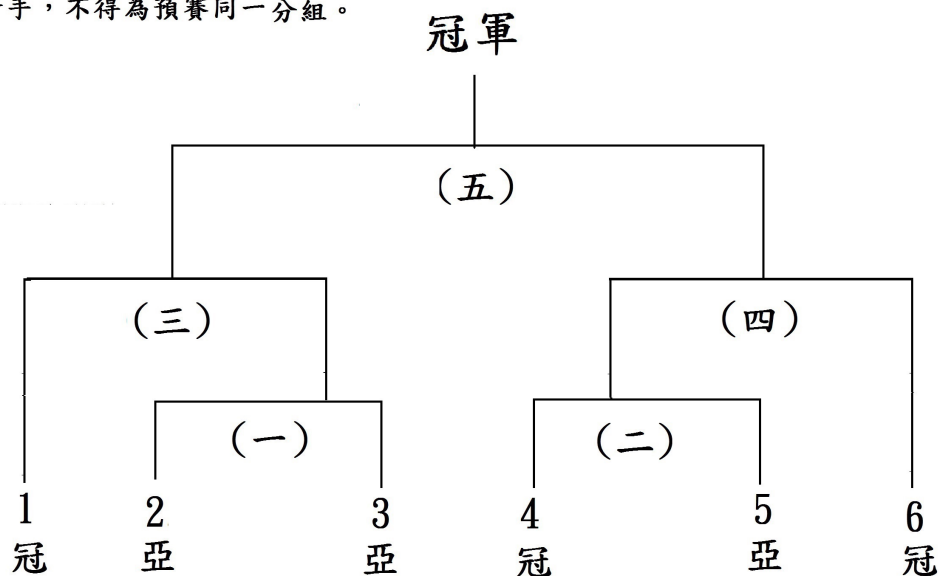 手,不得為預賽同一分組。
冠軍
(五)
(三)
(四)
(一)
(二)
1 2 3 4 5 6
冠 亞 亞 冠 亞 冠